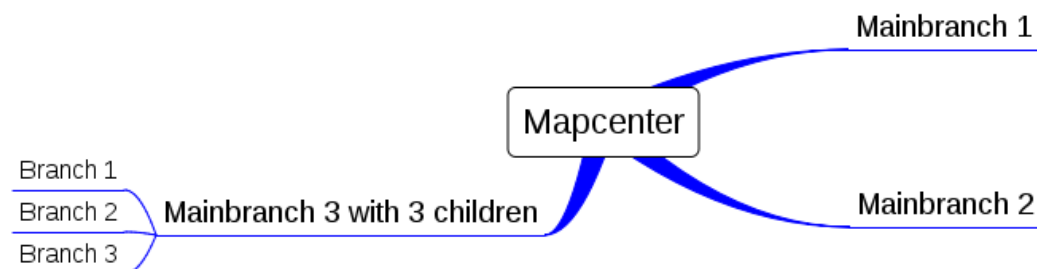 Mainbranch 1
Mapcenter
Branch 1
Branch 2
Mainbranch 3 with 3 children
Mainbranch 2
Branch 3